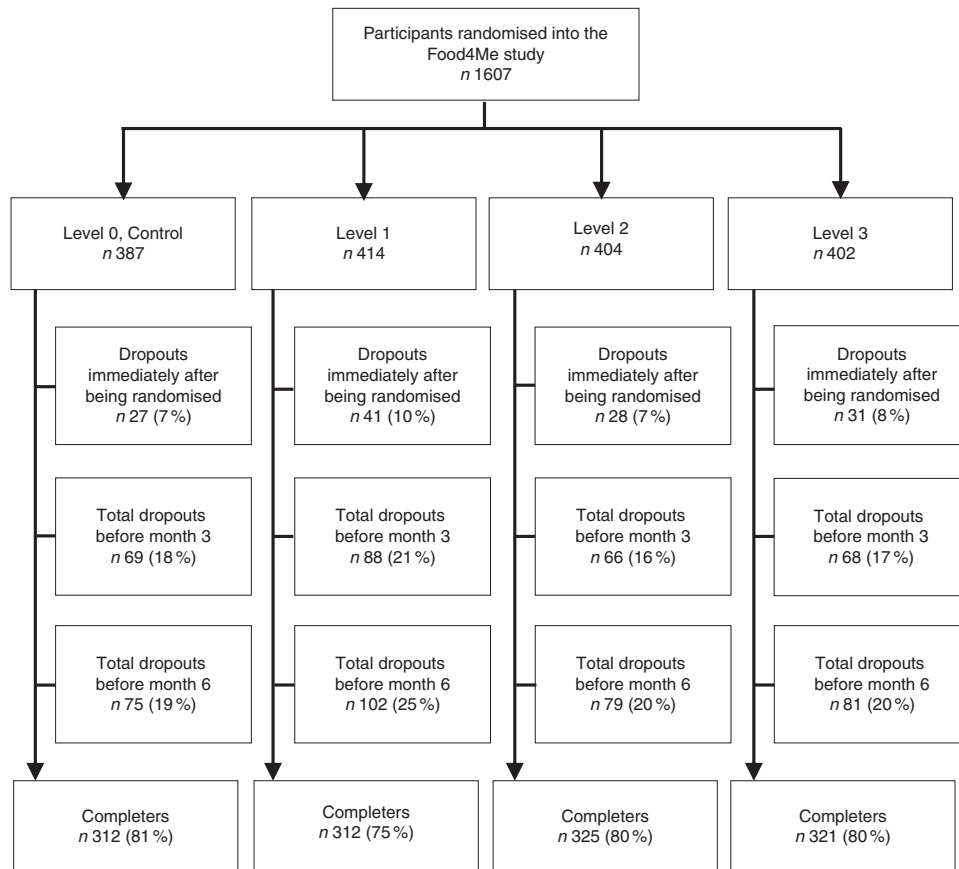 Participants randomised into the
Food4Me study
n 1607
Level 0, Control
n 387
Level 1
n 414
Level 2
n 404
Level 3
n 402
Dropouts
immediately after
being randomised
n 27 (7 %)
Dropouts
immediately after
being randomised
n 41 (10 %)
Dropouts
immediately after
being randomised
n 28 (7 %)
Dropouts
immediately after
being randomised
n 31 (8 %)
Total dropouts
before month 3
n 69 (18 %)
Total dropouts
before month 3
n 88 (21 %)
Total dropouts
before month 3
n 66 (16 %)
Total dropouts
before month 3
n 68 (17 %)
Total dropouts
before month 6
n 75 (19 %)
Total dropouts
before month 6
n 102 (25 %)
Total dropouts
before month 6
n 79 (20 %)
Total dropouts
before month 6
n 81 (20 %)
Completers
n 312 (81 %)
Completers
n 312 (75 %)
Completers
n 325 (80 %)
Completers
n 321 (80 %)